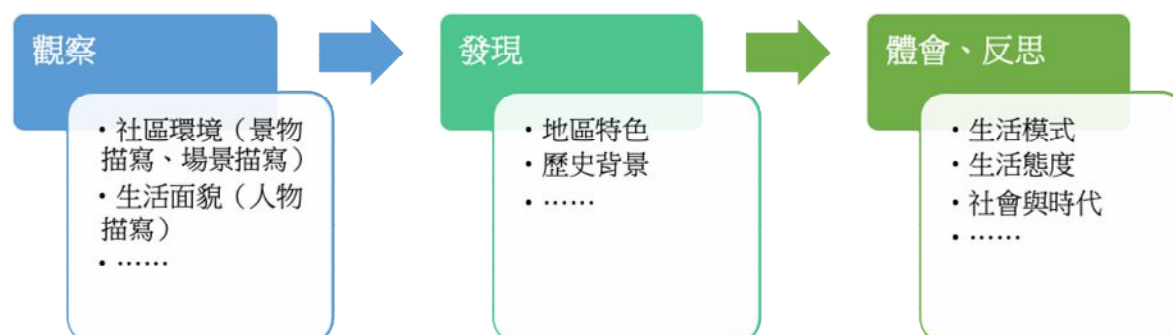 觀察
・社區環境（景物
描寫、場景描寫）
・生活面貌（人物
描寫）
・……
發現
・地區特色
・歷史背景
・……
體會、反思
・生活模式
・生活態度
・社會與時代
・……